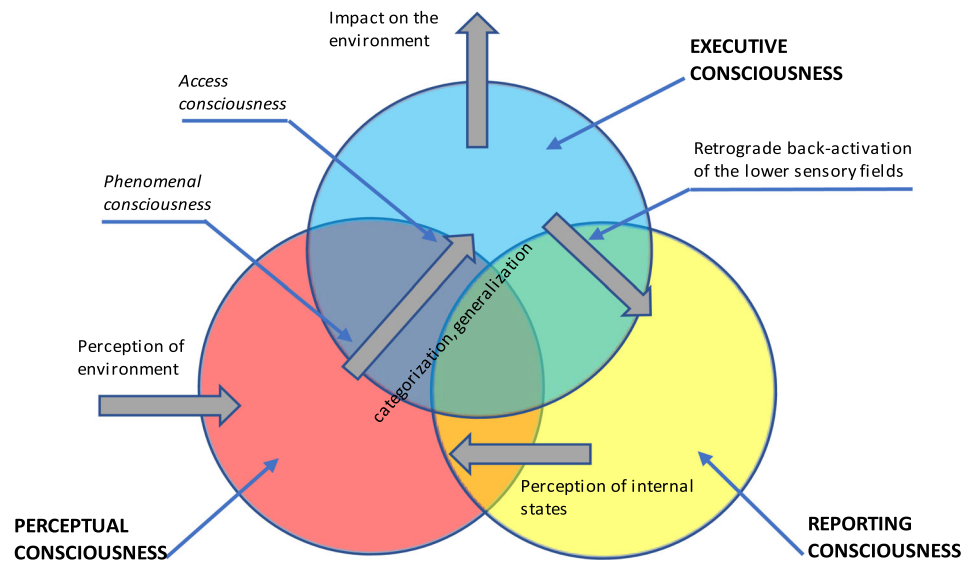 Impact on the
environment
EXECUTIVE
CONSCIOUSNESS
Access
consciousness
Retrograde back-activation
of the lower sensory fields
Phenomenal
consciousness
categorization, generalization
Perception of
environment
Perception of internal
states
PERCEPTUAL
CONSCIOUSNESS
REPORTING
CONSCIOUSNESS